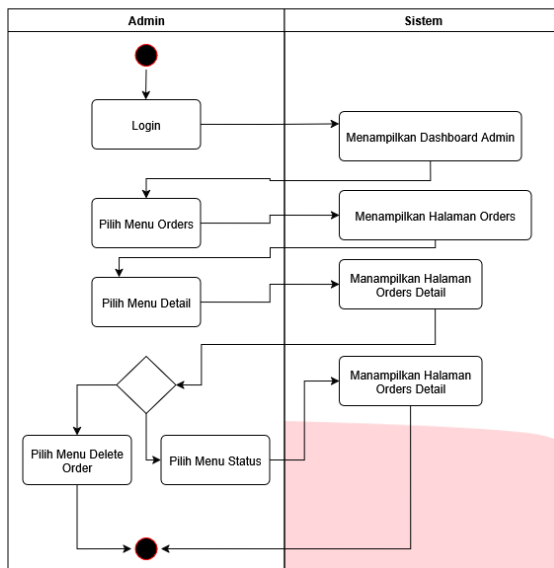 Admin
Sistem
Login
Menampilkan Dashboard Admin
Pilih Menu Orders
Menampilkan Halaman Orders
Pilih Menu Detail
Manampilkan Halaman
Orders Detail
Manampilkan Halaman
Orders Detail
Pilih Menu Delete
Order
Pilih Menu Status